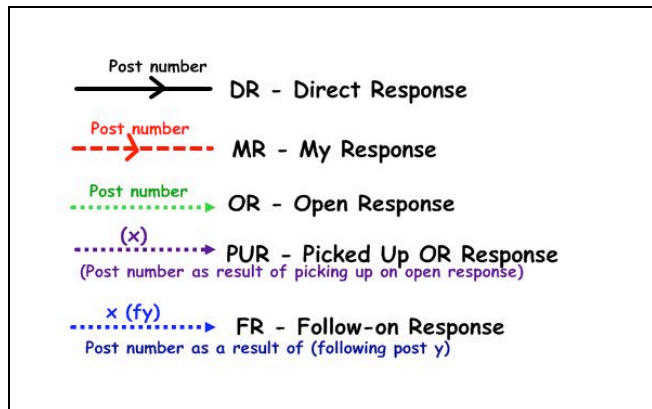 Post number
DR - Direct Response
Post number
MR - My Response
Post number
OR - Open Response
(x)
PUR - Picked Up OR Response
(Post number as result of picking up on open response)
x (fy)
FR - Follow-on Response
Post number as a result of (following post y)